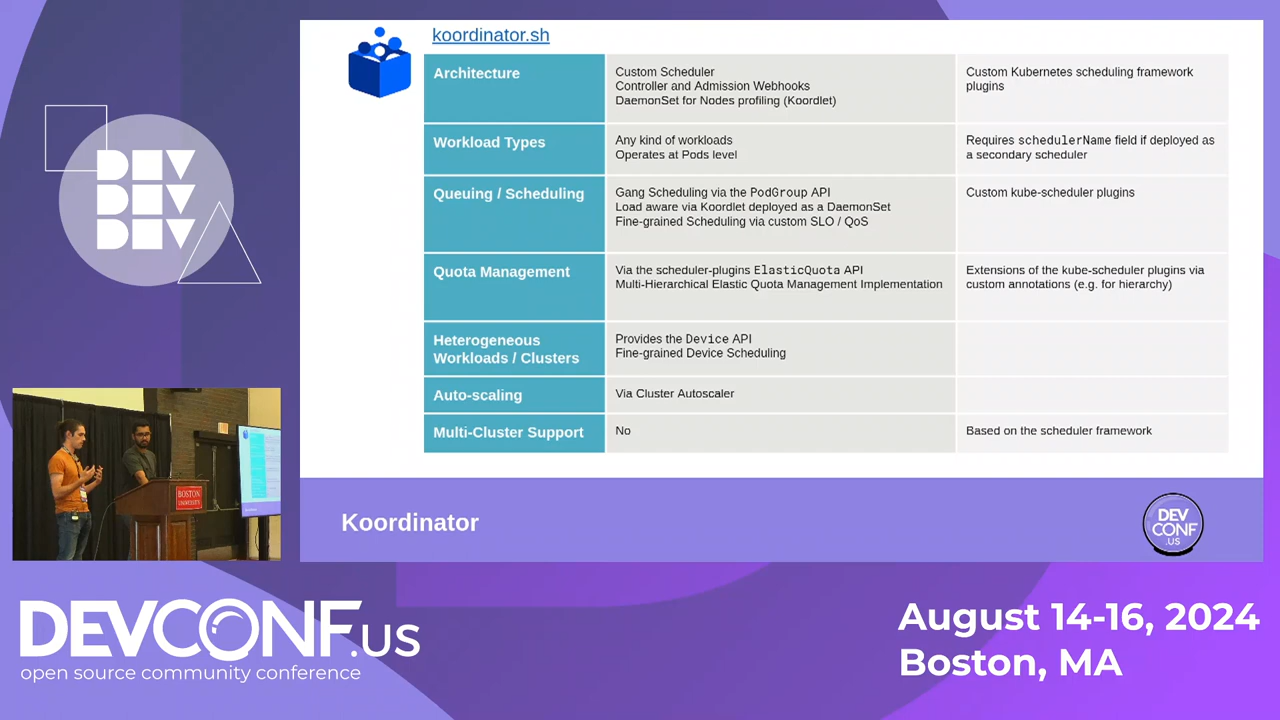 DEV
DEV
DEV
koordinator.sh
Architecture
Custom Scheduler
Controller and Admission Webhooks
DaemonSet for Nodes profiling (Koordlet)
Custom Kubernetes scheduling framework
plugins
Workload Types
Any kind of workloads
Operates at Pods level
Requires schedulerName field if deployed as
a secondary scheduler
Queuing / Scheduling
Gang Scheduling via the PodGroup API
Load aware via Koordlet deployed as a DaemonSet
Fine-grained Scheduling via custom SLO / QoS
Custom kube-scheduler plugins
Quota Management
Via the scheduler-plugins ElasticQuota API
Multi-Hierarchical Elastic Quota Management Implementation
Extensions of the kube-scheduler plugins via
custom annotations (e.g. for hierarchy)
Heterogeneous
Workloads / Clusters
Provides the Device API
Fine-grained Device Scheduling
Auto-scaling
Via Cluster Autoscaler
Multi-Cluster Support
No
Based on the scheduler framework
Koordinator
DEV
CONF
.US
BOSTON
UNIVERSITY
DEVCONF.US
open source community conference
August 14-16, 2024
Boston, MA